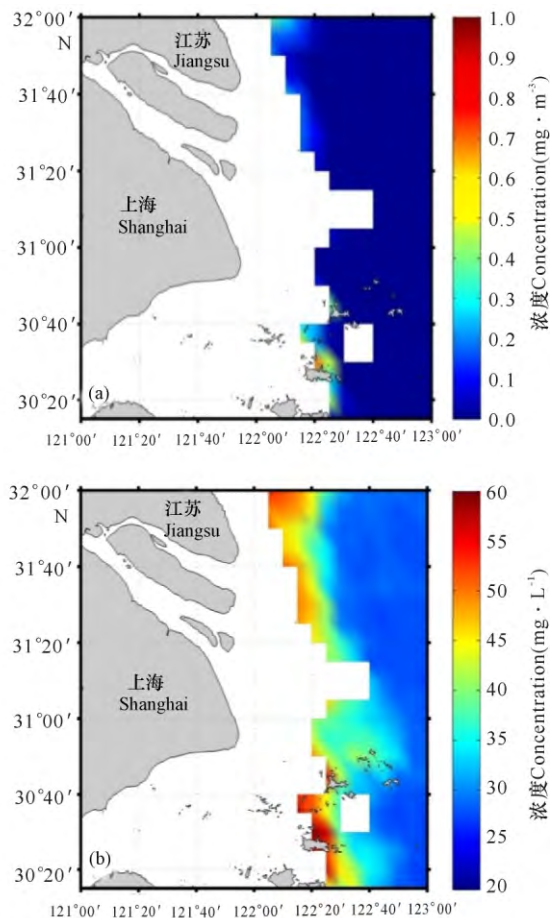 32°00′
N
31°40′
31°20′
31°00′
30°40′
30°20′
江苏
Jiangsu
上海
Shanghai
(a)
121°00′ 121°20′ 121°40′ 122°00′ 122°20′ 122°40′ 123°00′
1.0
0.9
0.8
0.7
0.6
0.5
0.4
0.3
0.2
0.1
0.0
浓度Concentration(mg·m⁻³)
32°00′
N
31°40′
31°20′
31°00′
30°40′
30°20′
江苏
Jiangsu
上海
Shanghai
(b)
121°00′ 121°20′ 121°40′ 122°00′ 122°20′ 122°40′ 123°00′
60
55
50
45
40
35
30
25
20
浓度Concentration(mg·L⁻¹)